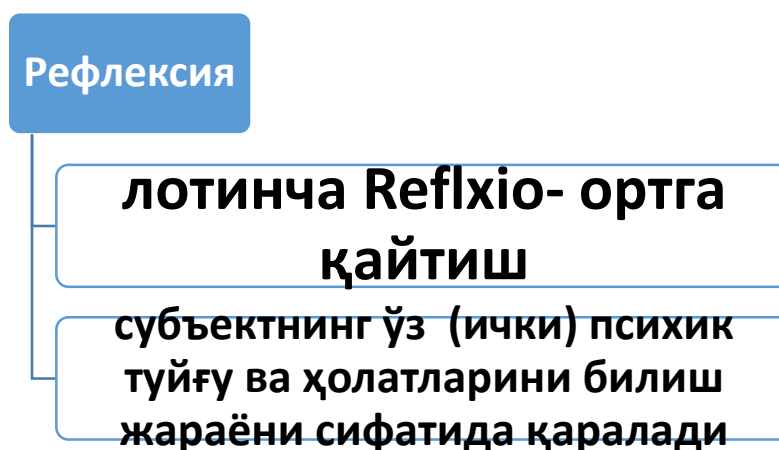 Рефлексия
лотинча Reflxio- ортга
қайтиш
субъектнинг ўз (ички) психик
туйғу ва ҳолатларини билиш
жараёни сифатида қаралади